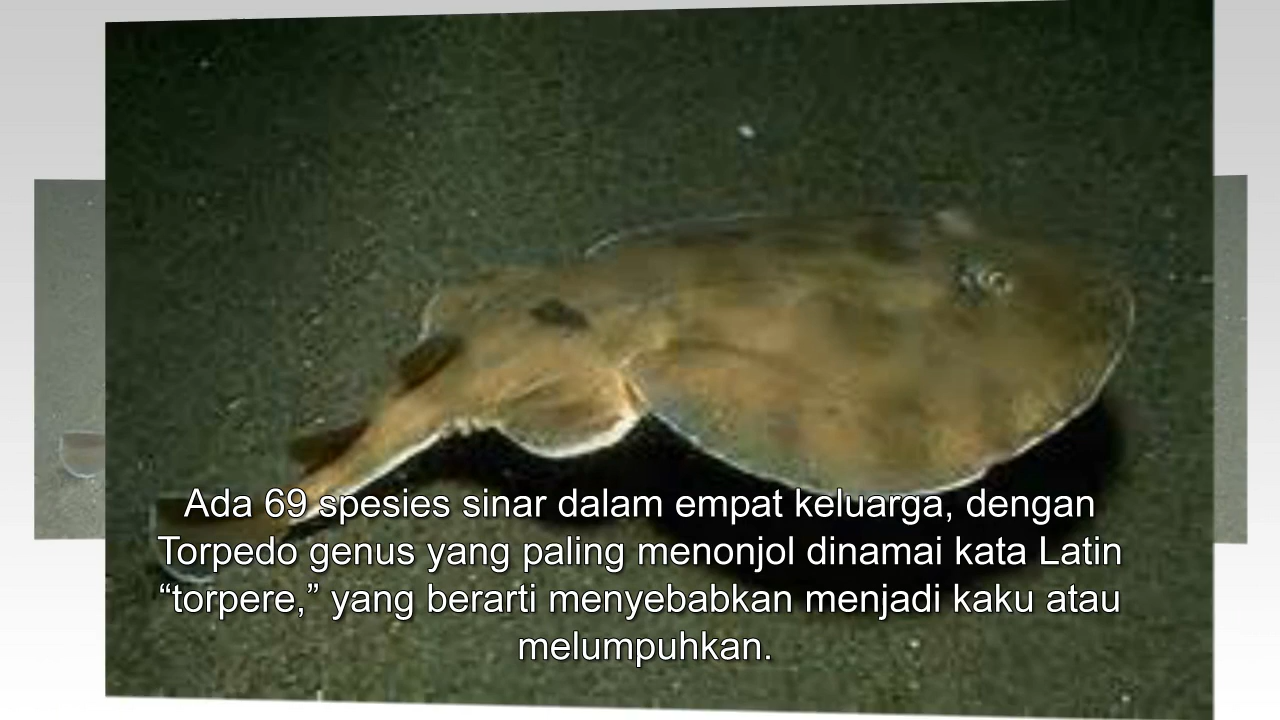 Ada 69 spesies sinar dalam empat keluarga, dengan
Torpedo genus yang paling menonjol dinamai kata Latin
“torpere,” yang berarti menyebabkan menjadi kaku atau
melumpuhkan.